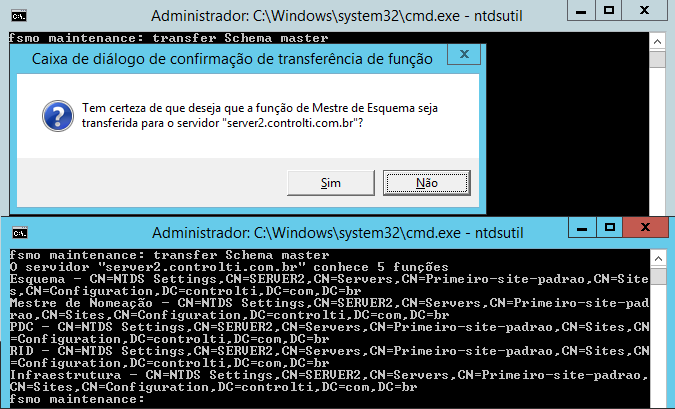 Administrador: C:\Windows\system32\cmd.exe - ntdsutil
fsmo maintenance: transfer Schema master
Caixa de diálogo de confirmação de transferência de função
Tem certeza de que deseja que a função de Mestre de Esquema seja
transferida para o servidor "server2.controlti.com.br"?
Sim
Não
Administrador: C:\Windows\system32\cmd.exe - ntdsutil
fsmo maintenance: transfer Schema master
O servidor "server2.controlti.com.br" conhece 5 funções
Esquema - CN=NTDS Settings,CN=SERVER2,CN=Servers,CN=Primeiro-site-padrao,CN=Site
s,CN=Configuration,DC=controlti,DC=com,DC=br
Mestre de Nomeação - CN=NTDS Settings,CN=SERVER2,CN=Servers,CN=Primeiro-site-pad
rao,CN=Sites,CN=Configuration,DC=controlti,DC=com,DC=br
PDC - CN=NTDS Settings,CN=SERVER2,CN=Servers,CN=Primeiro-site-padrao,CN=Sites,CN
=Configuration,DC=controlti,DC=com,DC=br
RID - CN=NTDS Settings,CN=SERVER2,CN=Servers,CN=Primeiro-site-padrao,CN=Sites,CN
=Configuration,DC=controlti,DC=com,DC=br
Infraestrutura - CN=NTDS Settings,CN=SERVER2,CN=Servers,CN=Primeiro-site-padrao,
CN=Sites,CN=Configuration,DC=controlti,DC=com,DC=br
fsmo maintenance: